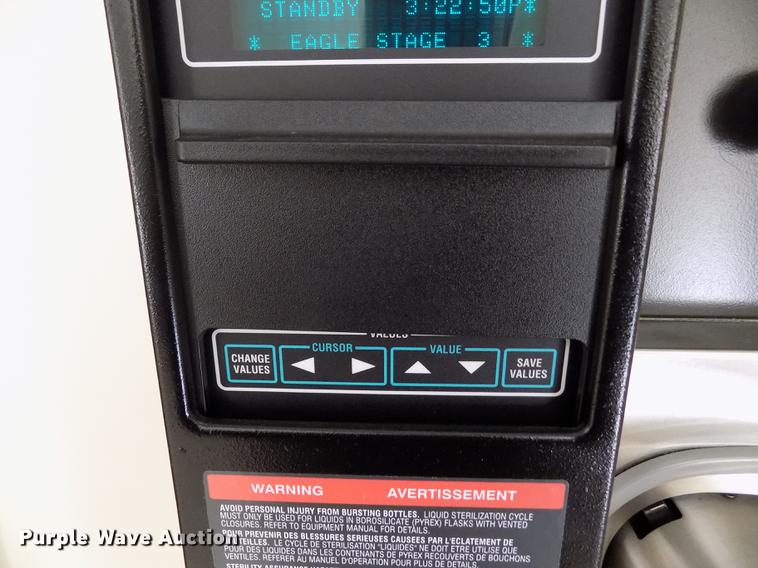 STANDBY 3:22:50P*
* EAGLE STAGE 3 *
VALUES
CHANGE VALUES
CURSOR
VALUE
SAVE VALUES
WARNING AVERTISSEMENT
AVOID PERSONAL INJURY FROM BURSTING BOTTLES. LIQUID STERILIZATION CYCLE
MUST ONLY BE USED FOR LIQUIDS IN BOROSILICATE (PYREX) FLASKS WITH VENTED
CLOSURES. REFER TO EQUIPMENT MANUAL FOR DETAILS.
POUR PREVENIR DES BLESSURES SERIEUSES CAUSEES PAR L'ECLATEMENT DE
TEILLES. LE CYCLE DE STERILISATION "LIQUIDES" NE DOIT ETRE UTILISE QUE
POUR DES LIQUIDES DANS LES CONTENANTS DE PYREX RECOUVERTS DE BOUCHONS
VENTILES. REFERER AU MANUEL D'OPERATION POUR PLUS DE DETAILS.
STERILITY ASSURANCE
Purple Wave Auction